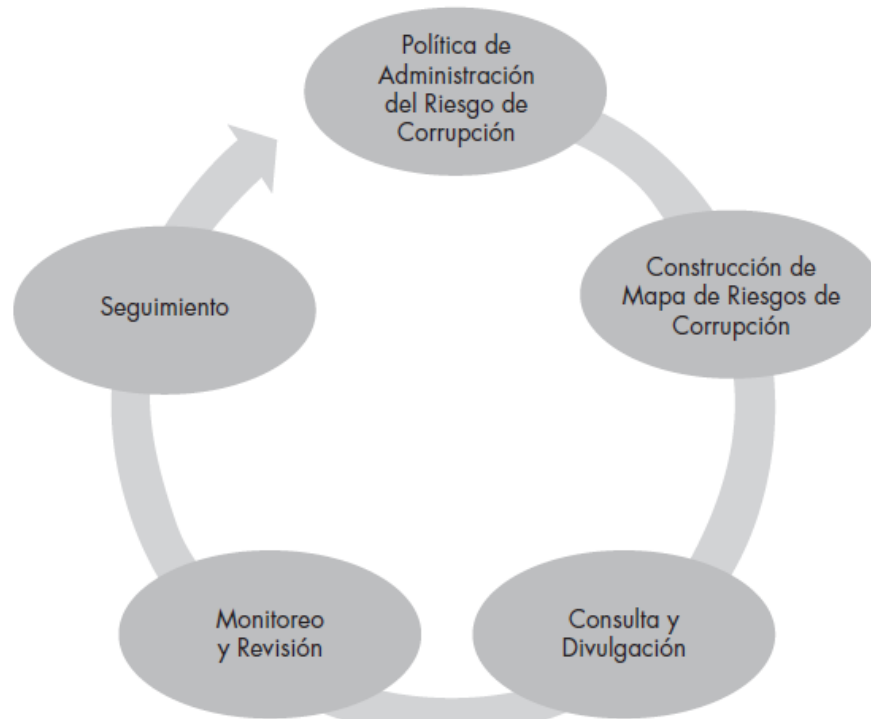 Política de
Administración
del Riesgo de
Corrupción
Construcción de
Mapa de Riesgos de
Corrupción
Consulta y
Divulgación
Monitoreo
y Revisión
Seguimiento